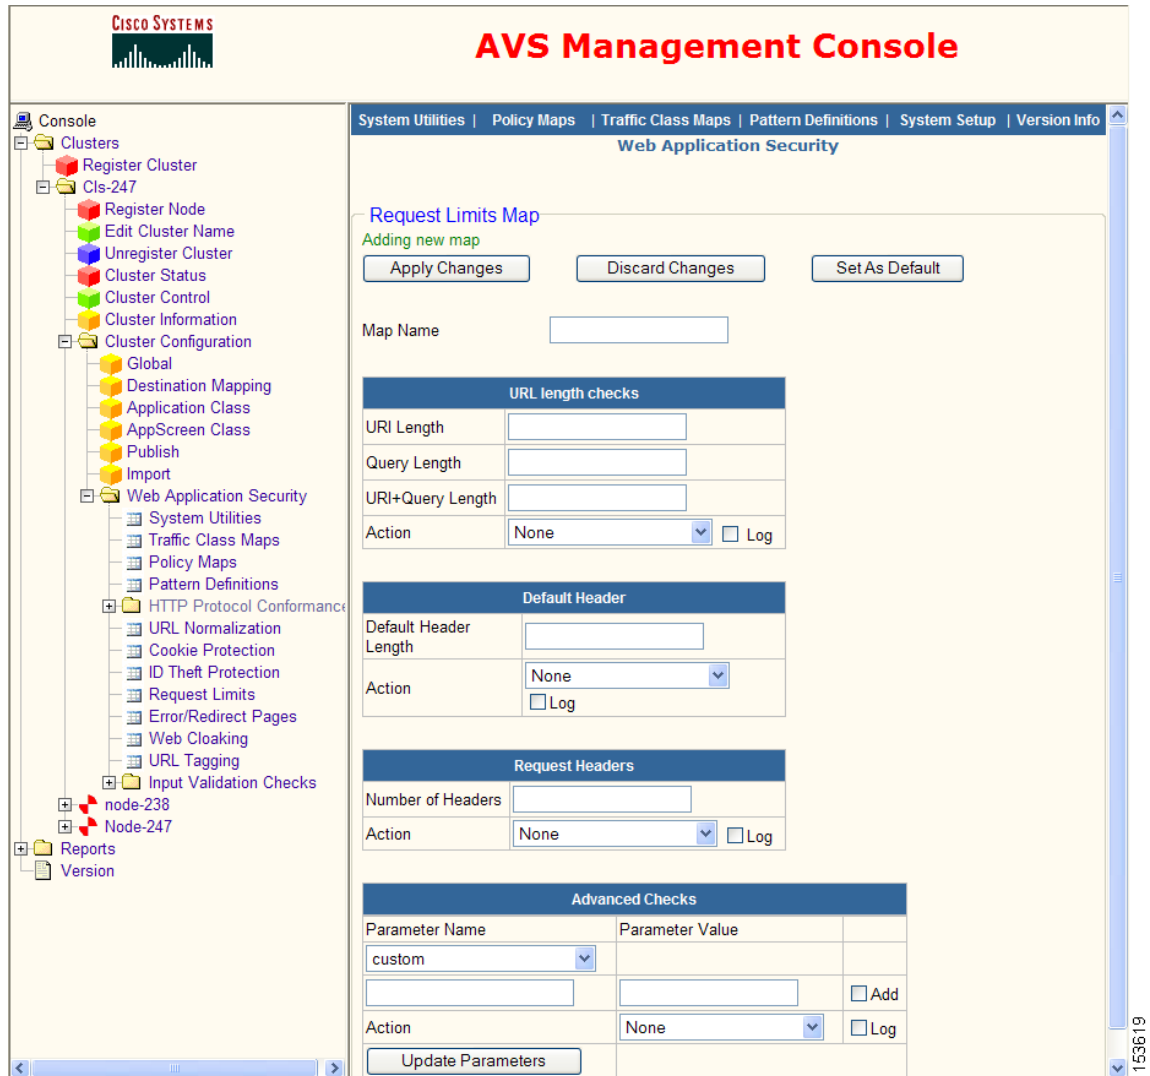 CISCO SYSTEMS
AVS Management Console
Console
Clusters
Register Cluster
Cls-247
Register Node
Edit Cluster Name
Unregister Cluster
Cluster Status
Cluster Control
Cluster Information
Cluster Configuration
Global
Destination Mapping
Application Class
AppScreen Class
Publish
Import
Web Application Security
System Utilities
Traffic Class Maps
Policy Maps
Pattern Definitions
HTTP Protocol Conformance
URL Normalization
Cookie Protection
ID Theft Protection
Request Limits
Error/Redirect Pages
Web Cloaking
URL Tagging
Input Validation Checks
node-238
Node-247
Reports
Version
System Utilities | Policy Maps | Traffic Class Maps | Pattern Definitions | System Setup | Version Info
Web Application Security
Request Limits Map
Adding new map
Apply Changes Discard Changes Set As Default
Map Name
URL length checks
URI Length
Query Length
URI+Query Length
Action None Log
Default Header
Default Header
Length
Action None
Log
Request Headers
Number of Headers
Action None Log
Advanced Checks
Parameter Name Parameter Value
custom
Add
Action None Log
Update Parameters
153619